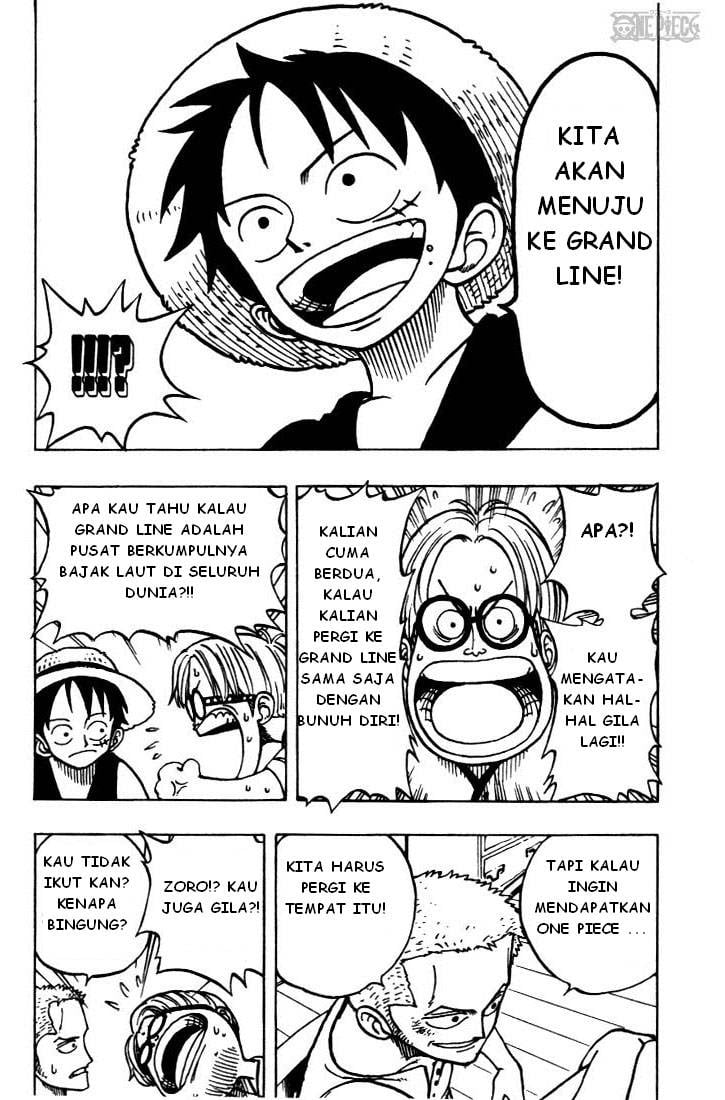 ONE PIECE
KITA
AKAN
MENUJU
KE GRAND
LINE!
!!!!?
APA?!
KAU
MENGATA-
KAN HAL-
HAL GILA
LAGI!!
KALIAN
CUMA
BERDUA,
KALAU
KALIAN
PERGI KE
GRAND LINE
SAMA SAJA
DENGAN
BUNUH DIRI!
APA KAU TAHU KALAU
GRAND LINE ADALAH
PUSAT BERKUMPULNYA
BAJAK LAUT DI SELURUH
DUNIA?!!
TAPI KALAU
INGIN
MENDAPATKAN
ONE PIECE ...
KITA HARUS
PERGI KE
TEMPAT ITU!
ZORO!? KAU
JUGA GILA?!
KAU TIDAK
IKUT KAN?
KENAPA
BINGUNG?